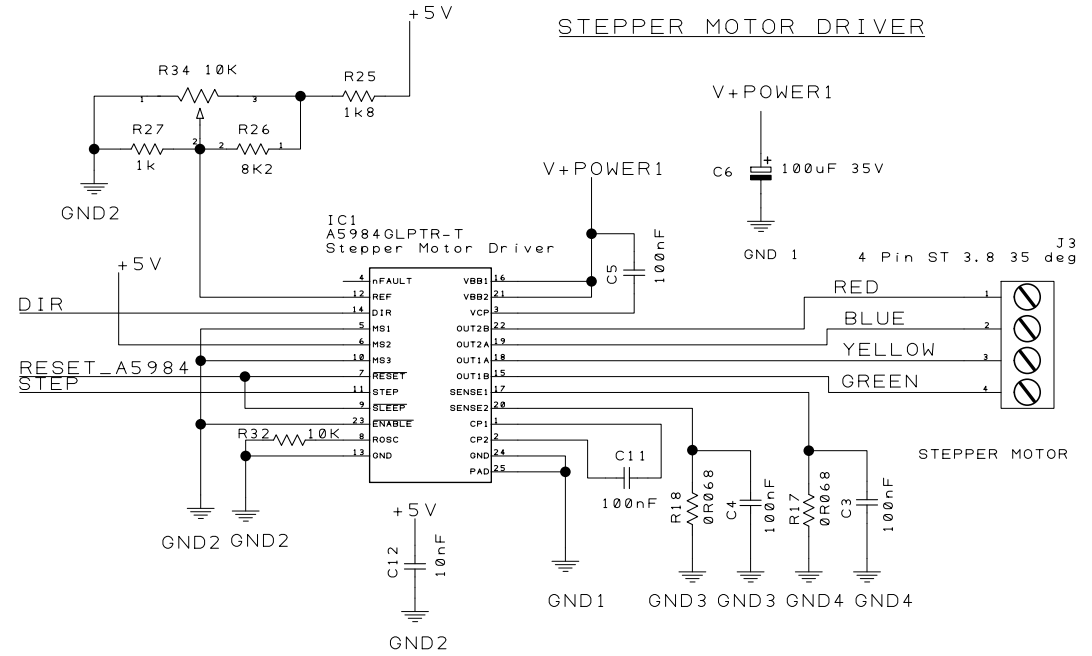 STEPPER MOTOR DRIVER
+5V
R34 10K
1
3
2
R25
1k8
R27
1k
R26
2
1
8K2
GND2
V+POWER1
C6
+
100uF 35V
GND 1
V+POWER1
C5
100nF
IC1
A5984GLPTR-T
Stepper Motor Driver
J3
4 Pin ST 3.8 35 deg
+5V
DIR
RESET_A5984
STEP
4 nFAULT
12 REF
14 DIR
5 MS1
6 MS2
10 MS3
7 RESET
11 STEP
9 SLEEP
23 ENABLE
8 ROSC
13 GND
VBB1 16
VBB2 21
VCP 3
OUT2B 22
OUT2A 19
OUT1A 18
OUT1B 15
SENSE1 17
SENSE2 20
CP1 1
CP2 2
GND 24
PAD 25
RED 1
BLUE 2
YELLOW 3
GREEN 4
STEPPER MOTOR
R32 10K
GND2
GND2
C11
100nF
R18
0R068
C4
100nF
R17
0R068
C3
100nF
+5V
C12
10nF
GND2
GND1
GND3
GND3
GND4
GND4